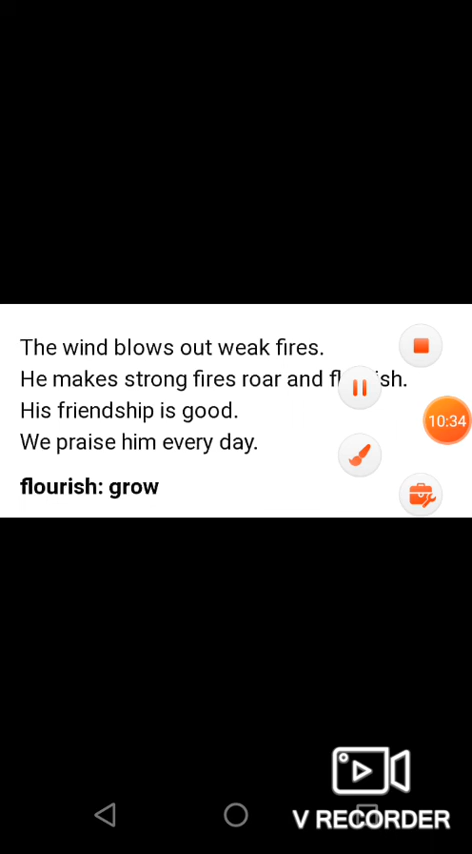 The wind blows out weak fires.
He makes strong fires roar and flourish.
His friendship is good.
We praise him every day.
flourish: grow
10:34
V RECORDER